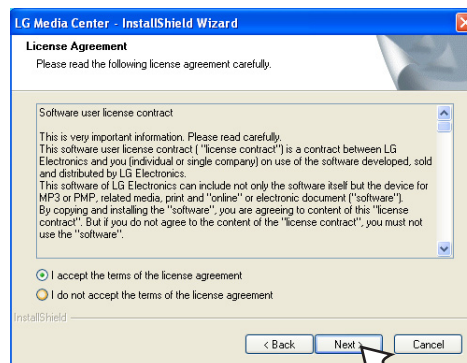 LG Media Center - InstallShield Wizard
License Agreement
Please read the following license agreement carefully.
Software user license contract
This is very important information. Please read carefully.
This software user license contract ( "license contract") is a contract between LG
Electronics and you (individual or single company) on use of the software developed, sold
and distributed by LG Electronics.
This software of LG Electronics can include not only the software itself but the device for
MP3 or PMP, related media, print and "online" or electronic document ("software").
By copying and installing the "software", you are agreeing to content of this "license
contract". But if you do not agree to the content of the "license contract", you must not
use the "software".
I accept the terms of the license agreement
I do not accept the terms of the license agreement
InstallShield
< Back Next > Cancel